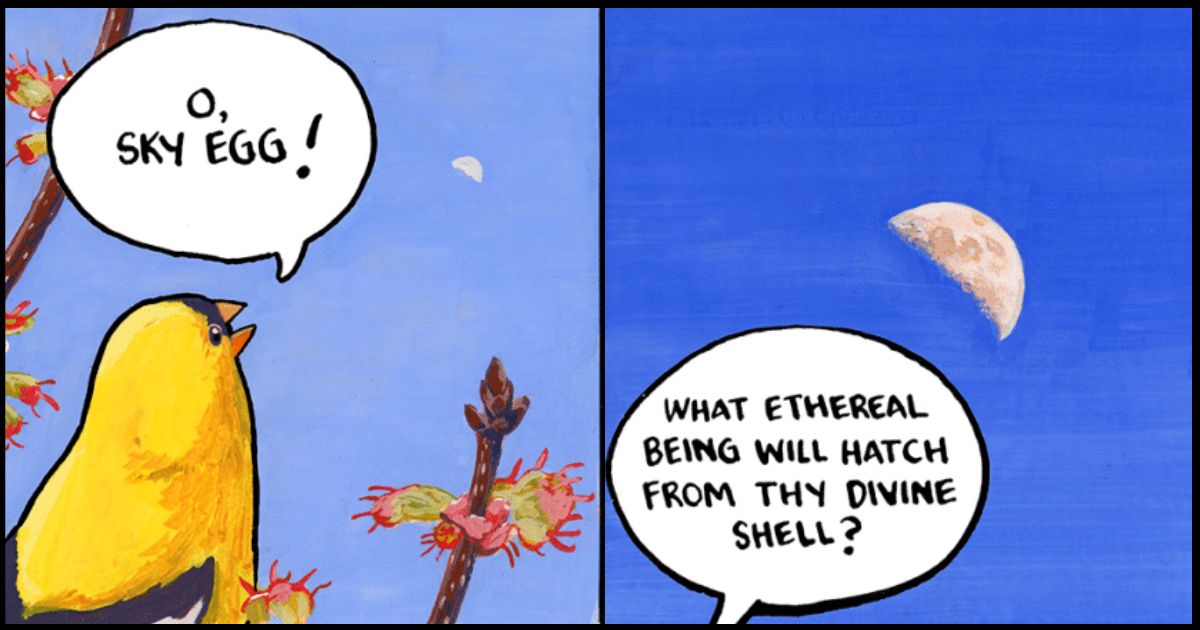 O,
SKY EGG!
WHAT ETHEREAL
BEING WILL HATCH
FROM THY DIVINE
SHELL?